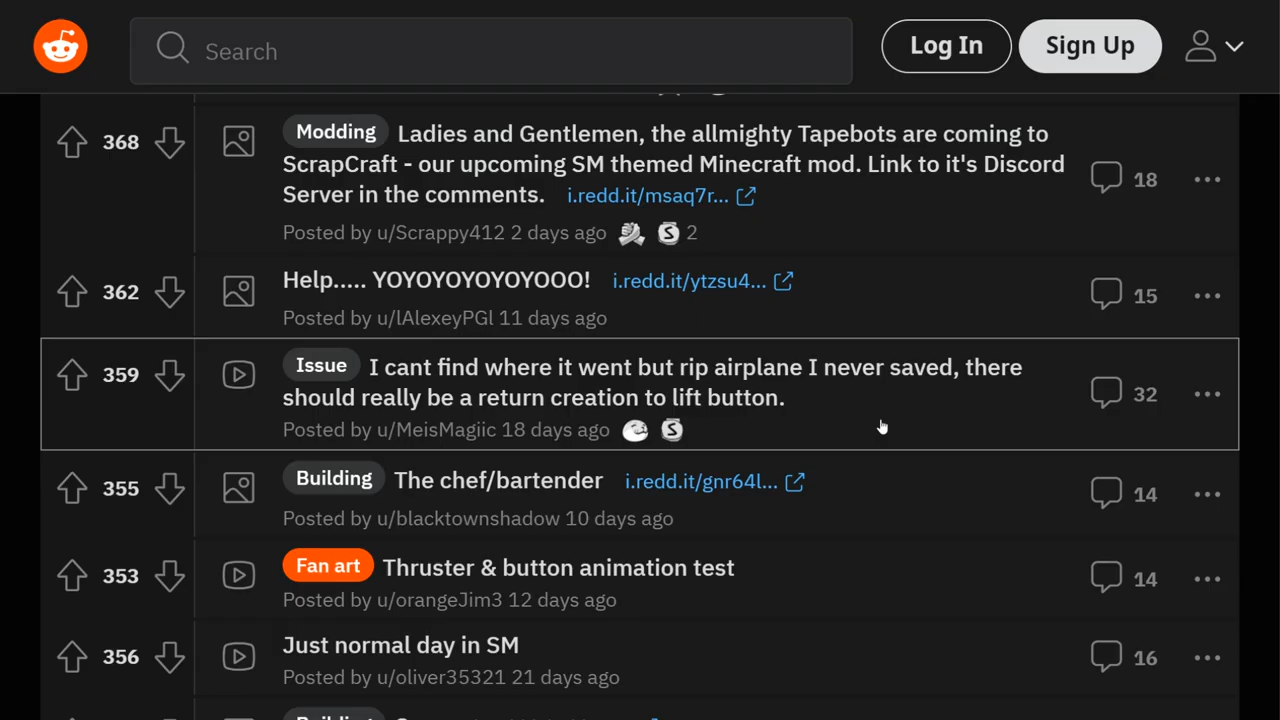 Search
Log In
Sign Up
368
Modding Ladies and Gentlemen, the allmighty Tapebots are coming to
ScrapCraft - our upcoming SM themed Minecraft mod. Link to it's Discord
Server in the comments. i.redd.it/msaq7r...
18
Posted by u/Scrappy412 2 days ago S 2
362
Help..... YOYOYOYOYOYOOO! i.redd.it/ytzsu4...
15
Posted by u/lAlexeyPGl 11 days ago
359
Issue I cant find where it went but rip airplane I never saved, there
should really be a return creation to lift button.
32
Posted by u/MeisMagiic 18 days ago S
355
Building The chef/bartender i.redd.it/gnr64l...
14
Posted by u/blacktownshadow 10 days ago
353
Fan art Thruster & button animation test
14
Posted by u/orangeJim3 12 days ago
356
Just normal day in SM
16
Posted by u/oliver35321 21 days ago